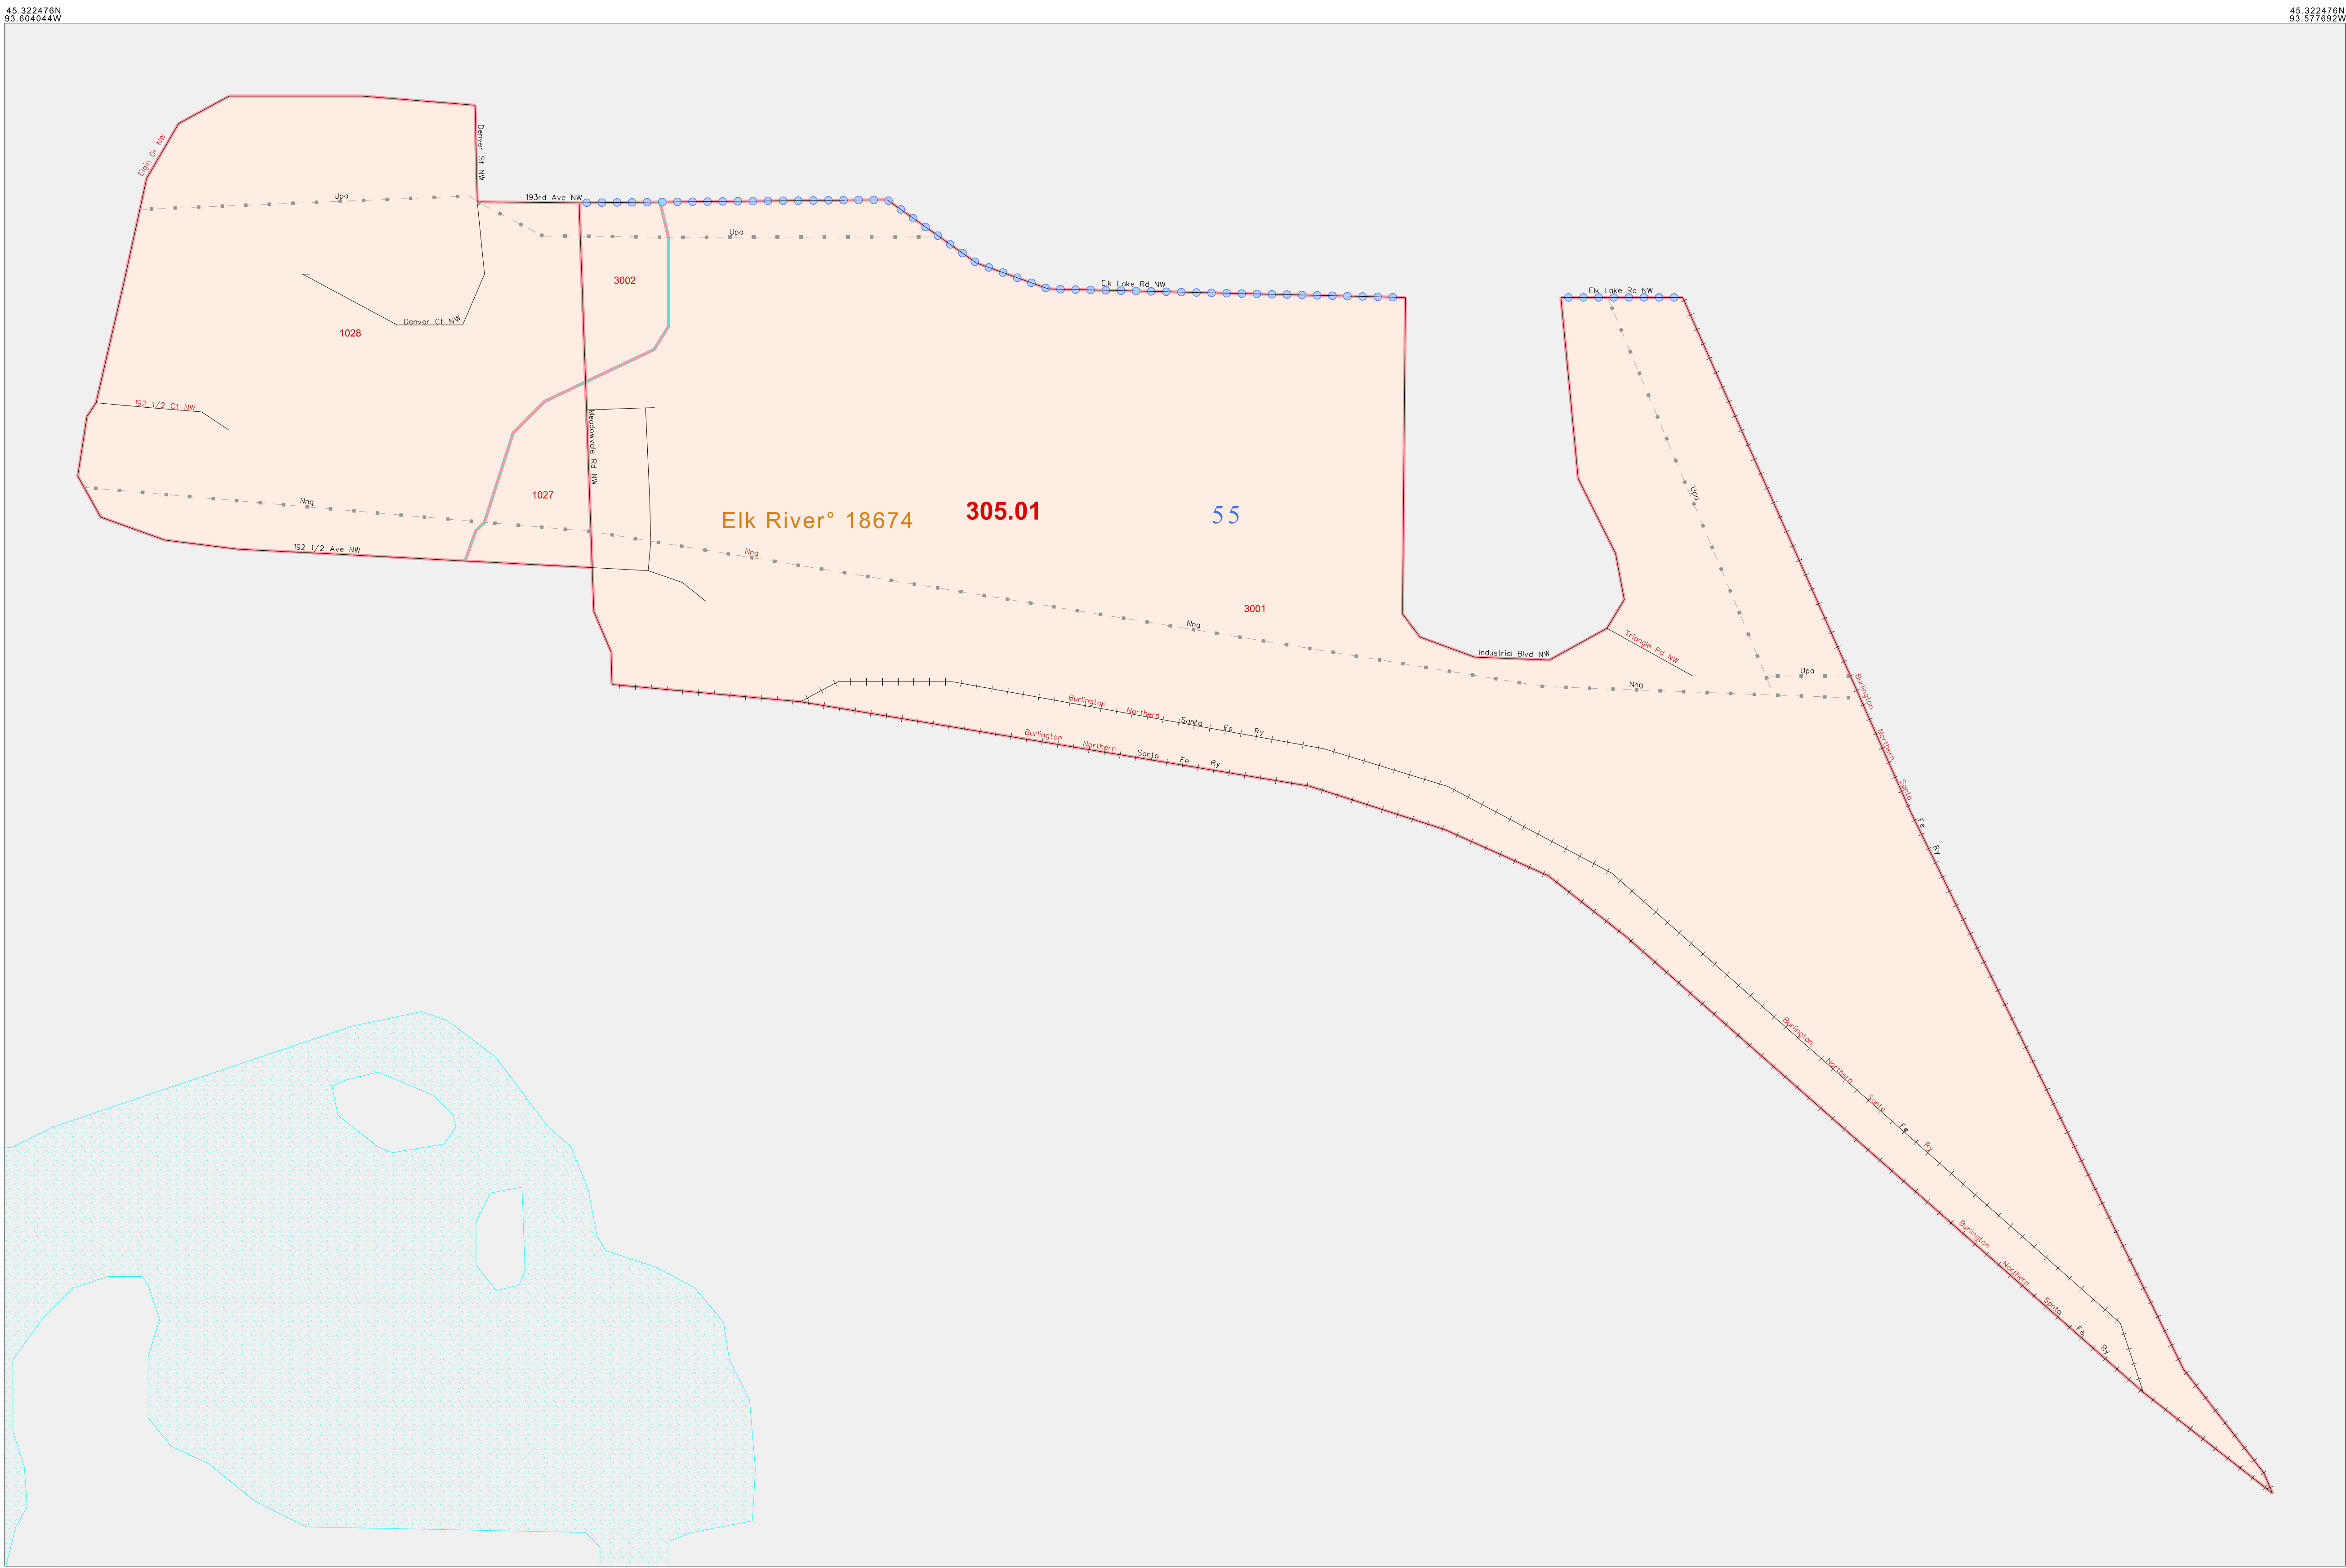 45.322476N
93.604044W
45.322476N
93.577692W
Elgin Dr NW
Denver St NW
Upa
193rd Ave NW
Upa
3002
Elk Lake Rd NW
Elk Lake Rd NW
1028
Denver Ct NW
192 1/2 Ct NW
Meadowvale Rd NW
1027
Nng
Elk River° 18674
305.01
55
Upa
192 1/2 Ave NW
Nng
3001
Nng
Industrial Blvd NW
Triangle Rd NW
Upa
Nng
Burlington Northern Santa Fe Ry
Burlington Northern Santa Fe Ry
Burlington Northern Santa Fe Ry
Burlington Northern Santa Fe Ry
Burlington Northern Santa Fe Ry